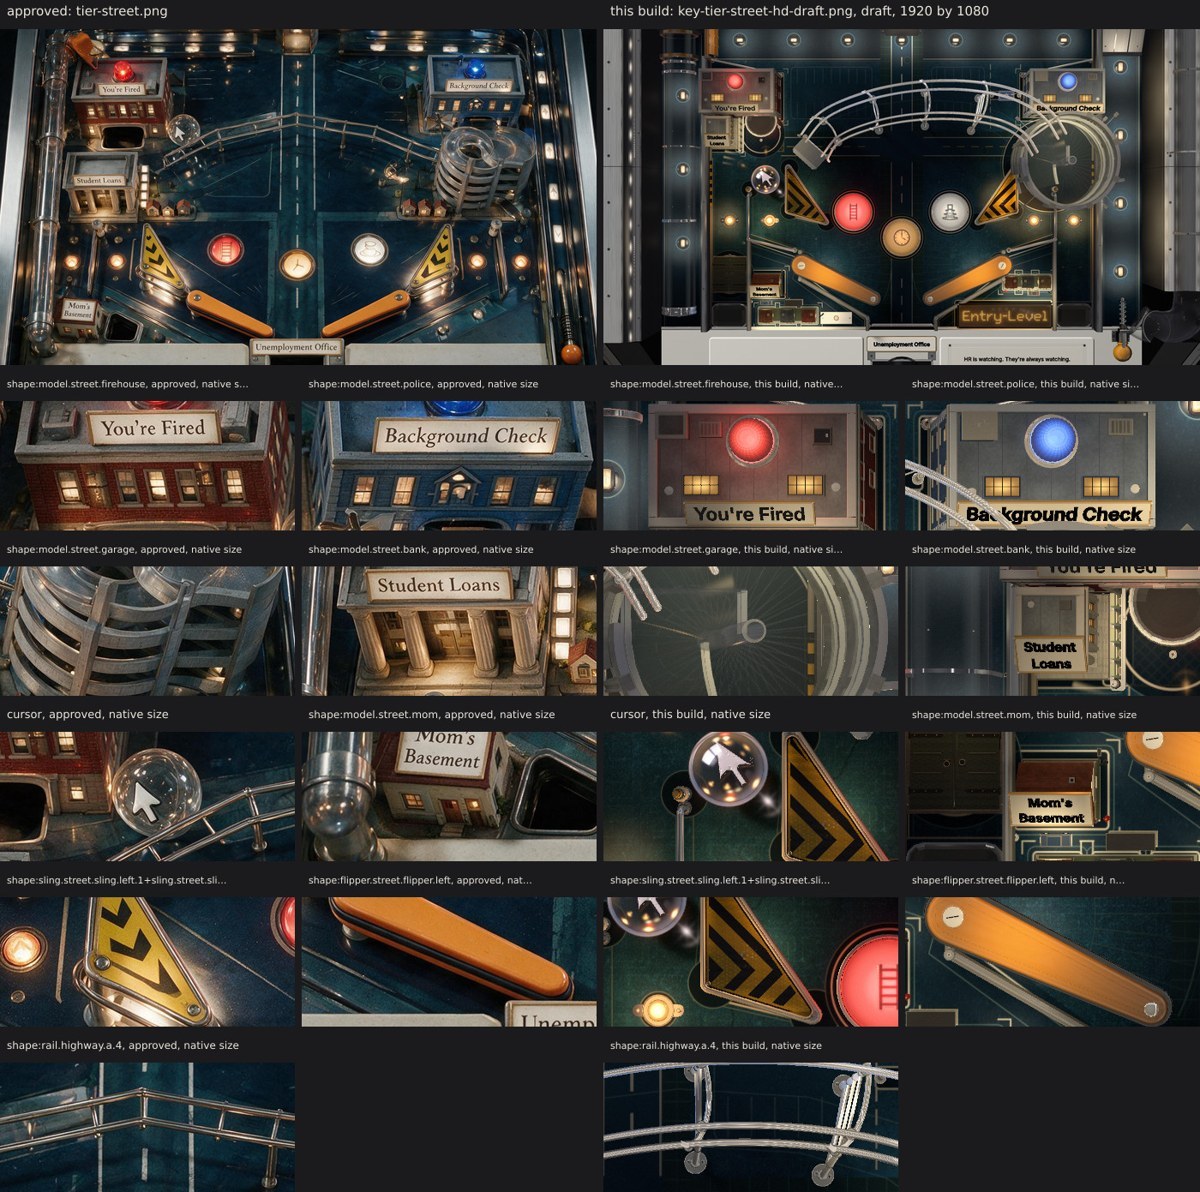 approved: tier-street.png
this build: key-tier-street-hd-draft.png, draft, 1920 by 1080
You're Fired
Background Check
Student Loans
Mom's
Basement
Unemployment Office
You're Fired
Background Check
Student
Loans
Mom's
Basement
Entry-Level
Unemployment Office
HR is watching. They're always watching.
shape:model.street.firehouse, approved, native s...
shape:model.street.police, approved, native size
shape:model.street.firehouse, this build, native...
shape:model.street.police, this build, native si...
You're Fired
Background Check
You're Fired
Background Check
shape:model.street.garage, approved, native size
shape:model.street.bank, approved, native size
shape:model.street.garage, this build, native si...
shape:model.street.bank, this build, native size
Student Loans
You're Fired
Student
Loans
cursor, approved, native size
shape:model.street.mom, approved, native size
cursor, this build, native size
shape:model.street.mom, this build, native size
Mom's
Basement
Mom's
Basement
shape:sling.street.sling.left.1+sling.street.sli...
shape:flipper.street.flipper.left, approved, nat...
shape:sling.street.sling.left.1+sling.street.sli...
shape:flipper.street.flipper.left, this build, n...
Unemp
shape:rail.highway.a.4, approved, native size
shape:rail.highway.a.4, this build, native size